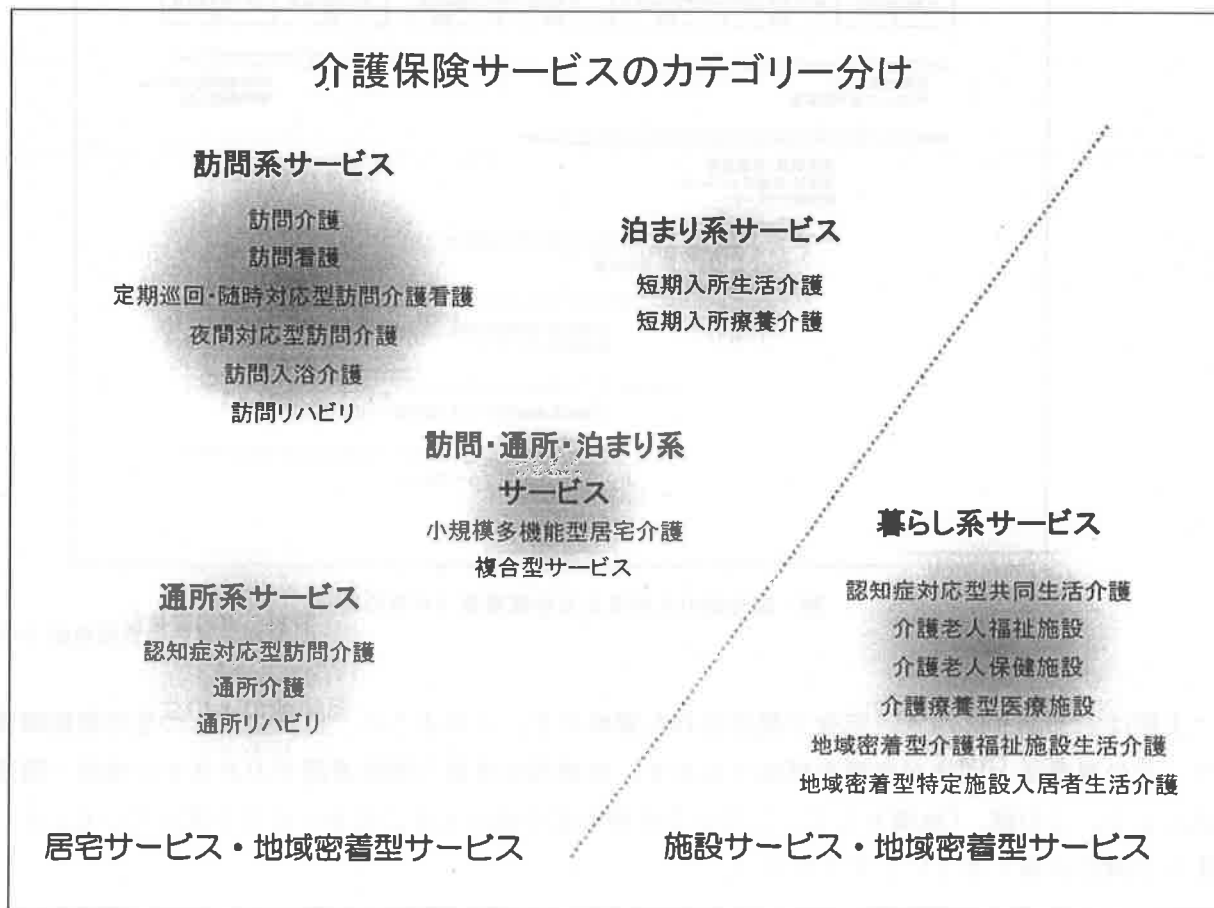 介護保険サービスのカテゴリー分け
訪問系サービス
訪問介護
訪問看護
定期巡回・随時対応型訪問介護看護
夜間対応型訪問介護
訪問入浴介護
訪問リハビリ
泊まり系サービス
短期入所生活介護
短期入所療養介護
訪問・通所・泊まり系
サービス
小規模多機能型居宅介護
複合型サービス
通所系サービス
認知症対応型訪問介護
通所介護
通所リハビリ
暮らし系サービス
認知症対応型共同生活介護
介護老人福祉施設
介護老人保健施設
介護療養型医療施設
地域密着型介護福祉施設生活介護
地域密着型特定施設入居者生活介護
居宅サービス・地域密着型サービス
施設サービス・地域密着型サービス